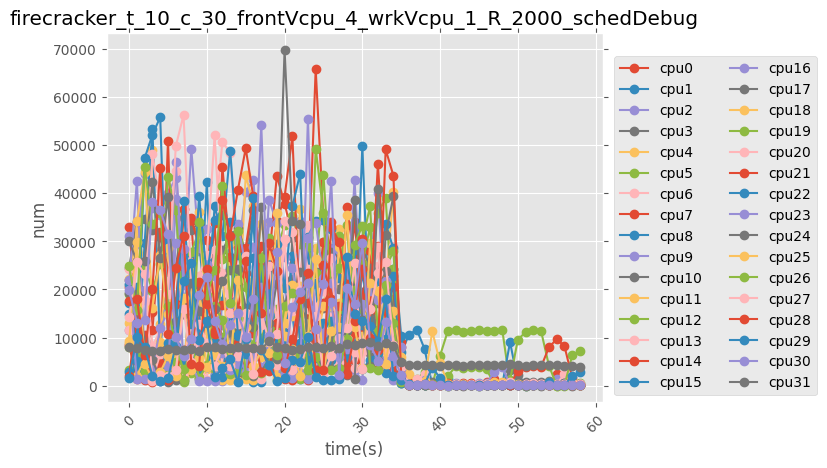 firecracker_t_10_c_30_frontVcpu_4_wrkVcpu_1_R_2000_schedDebug
num
70000
60000
50000
40000
30000
20000
10000
0
0
10
20
30
40
50
60
time(s)
cpu0
cpu1
cpu2
cpu3
cpu4
cpu5
cpu6
cpu7
cpu8
cpu9
cpu10
cpu11
cpu12
cpu13
cpu14
cpu15
cpu16
cpu17
cpu18
cpu19
cpu20
cpu21
cpu22
cpu23
cpu24
cpu25
cpu26
cpu27
cpu28
cpu29
cpu30
cpu31